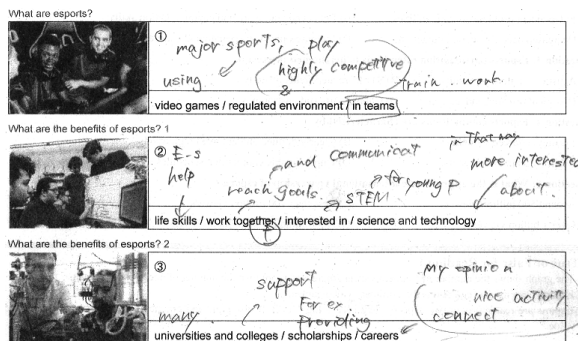 What are esports?
①
major sports, play
using highly competitive
& train work
video games / regulated environment / in teams
What are the benefits of esports? 1
② E-s and communicat in that way
help reach goals. STEM for young P more interested
about.
life skills / work together / interested in / science and technology
P
What are the benefits of esports? 2
③ My opinion
support nice activity
For ex. connect
many providing
universities and colleges / scholarships / careers